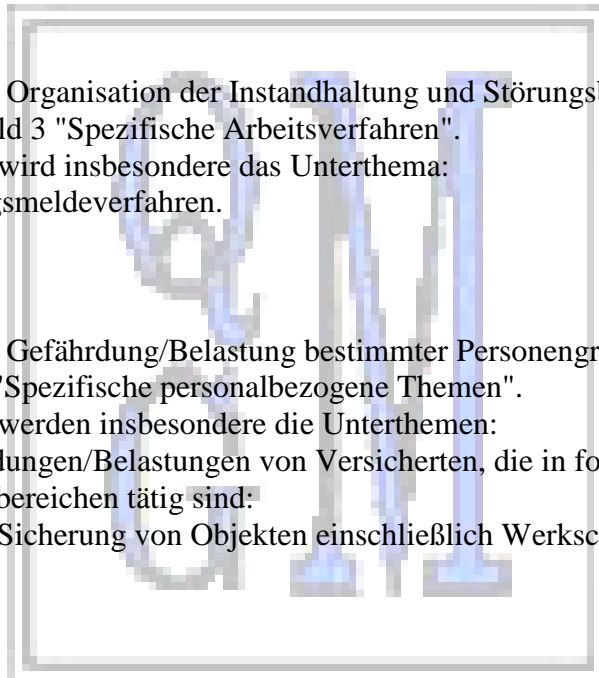 Organisation der Instandhaltung und Störungs
ld 3 "Spezifische Arbeitsverfahren".
wird insbesondere das Unterthema:
gsmeldeverfahren.
Gefährdung/Belastung bestimmter Personengr
"Spezifische personalbezogene Themen".
werden insbesondere die Unterthemen:
dungen/Belastungen von Versicherten, die in fo
bereichen tätig sind:
Sicherung von Objekten einschließlich Werksc
QM
G